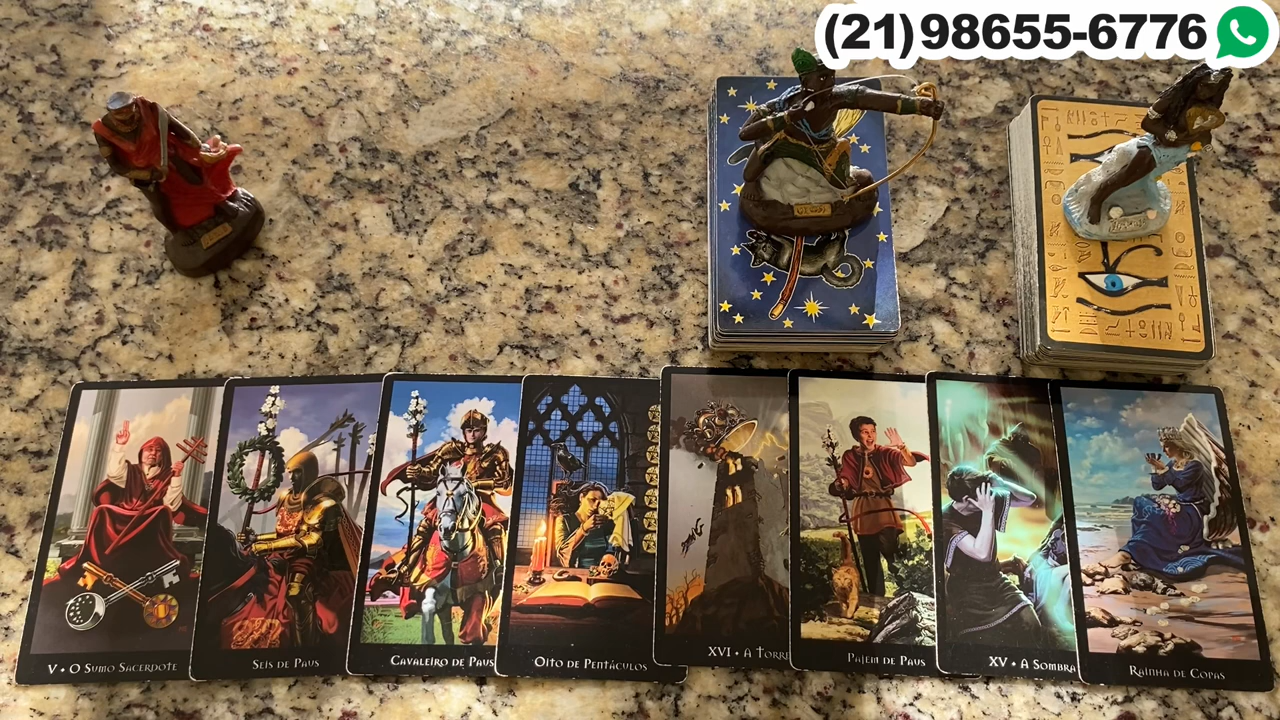 (21)98655-6776
V • O Sumo Sacerdote
Seis de Paus
Cavaleiro de Paus
Oito de Pentáculos
XVI • A Torre
Pajem de Paus
XV • A Sombra
Rainha de Copas